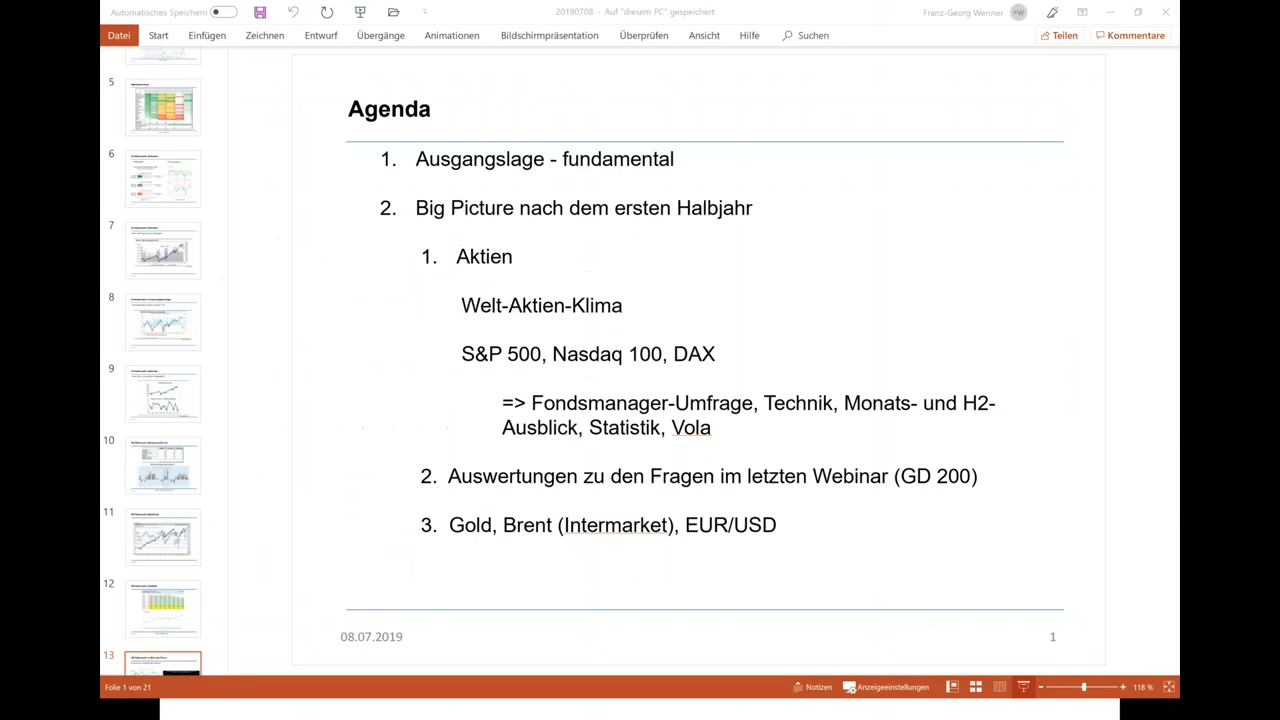 Automatisches Speichern
20190708 - Auf "diesem PC" gespeichert
Franz-Georg Wenner
+W
Datei Start Einfügen Zeichnen Entwurf Übergänge Animationen Bildschirmpräsentation Überprüfen Ansicht Hilfe Suchen Teilen Kommentare
5
6
7
8
9
10
11
12
13
Agenda
1. Ausgangslage - fundamental
2. Big Picture nach dem ersten Halbjahr
1. Aktien
Welt-Aktien-Klima
S&P 500, Nasdaq 100, DAX
=> Fondsmanager-Umfrage, Technik, Monats- und H2-
Ausblick, Statistik, Vola
2. Auswetungen zu den Fragen im letzten Webinar (GD 200)
3. Gold, Brent (Intermarket), EUR/USD
08.07.2019
1
Folie 1 von 21
Notizen
Anzeigeeinstellungen
118 %